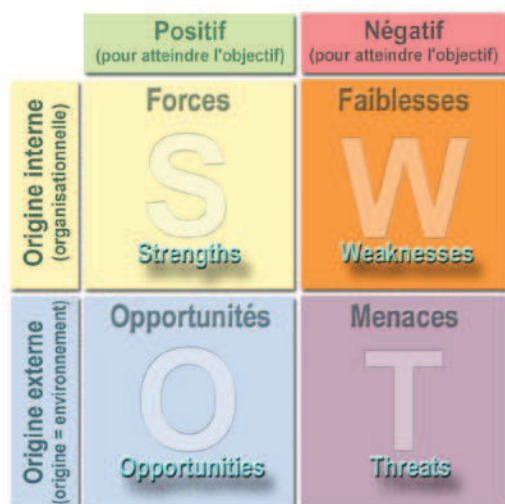 Positif
(pour atteindre l'objectif)
Négatif
(pour atteindre l'objectif)
Origine interne
(organisationnelle)
Forces
S
Strengths
Faiblesses
W
Weaknesses
Origine externe
(origine = environnement)
Opportunités
O
Opportunities
Menaces
T
Threats